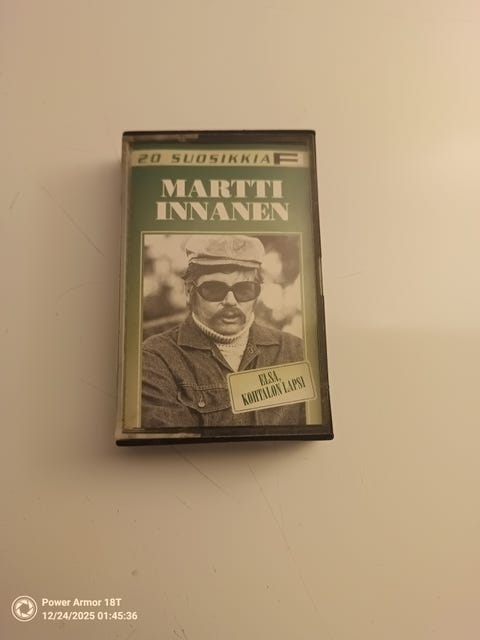 20 SUOSIKKIA F
MARTTI
INNANEN
ELSA,
KOHTALON LAPSI
Power Armor 18T
12/24/2025 01:45:36